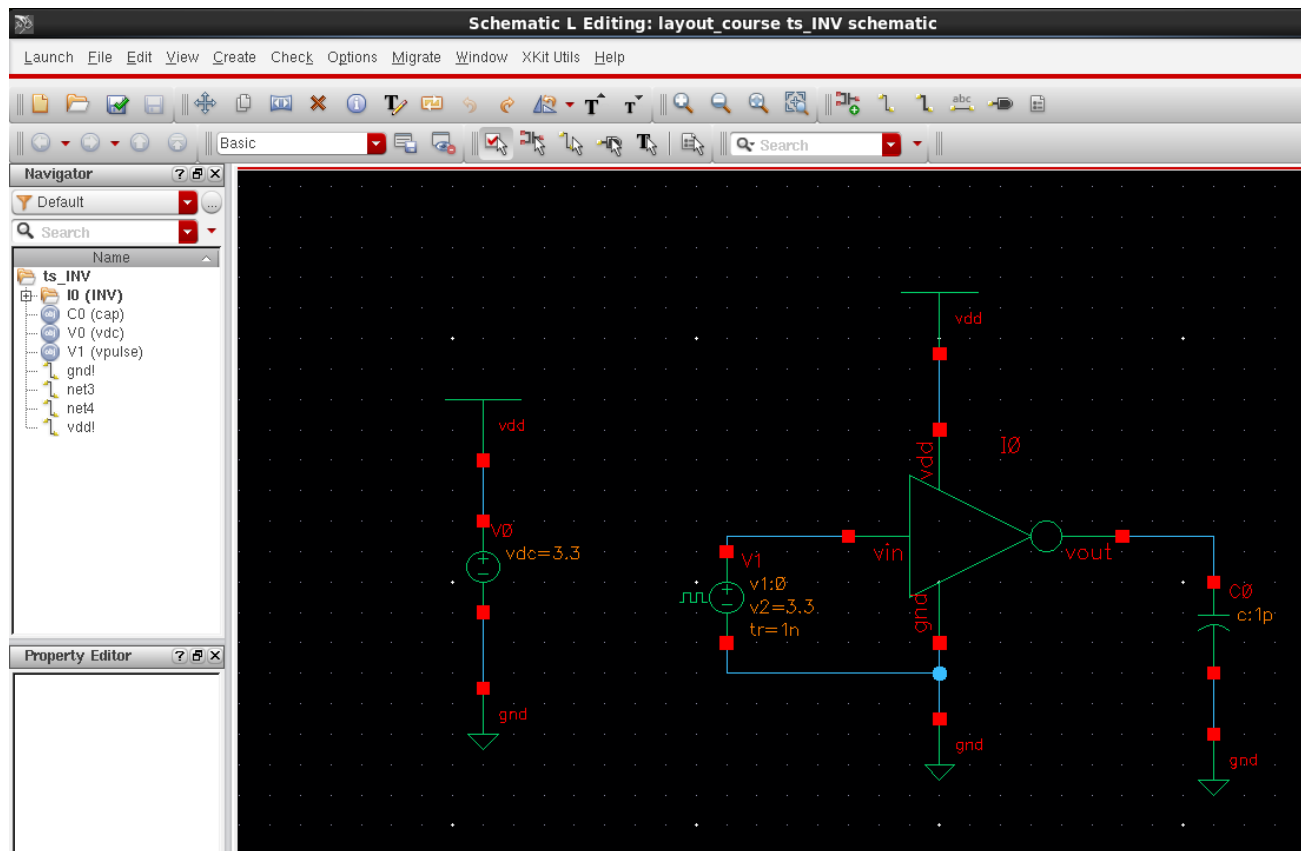 Schematic L Editing: layout_course ts_INV schematic
Launch File Edit View Create Check Options Migrate Window XKit Utils Help
abc
Basic
Search
Navigator
Default
Search
Name
ts_INV
I0 (INV)
C0 (cap)
V0 (vdc)
V1 (vpulse)
gnd!
net3
net4
vdd!
Property Editor
vdd
V0
vdc=3.3
gnd
vdd
vdd
I0
vin
vout
gnd
V1
v1:0
v2=3.3
tr=1n
gnd
C0
c:1p
gnd